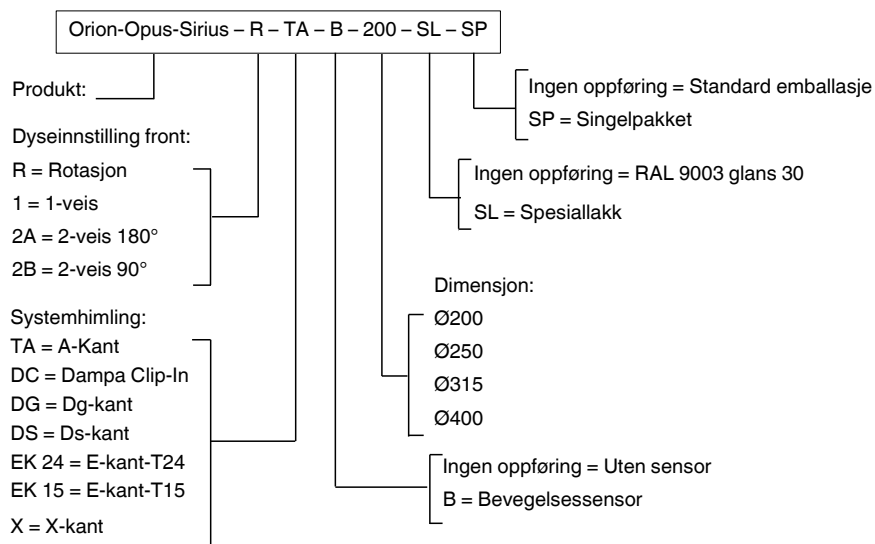 Orion-Opus-Sirius – R – TA – B – 200 – SL – SP
Produkt:
Dyseinnstilling front:
R = Rotasjon
1 = 1-veis
2A = 2-veis 180°
2B = 2-veis 90°
Systemhimling:
TA = A-Kant
DC = Dampa Clip-In
DG = Dg-kant
DS = Ds-kant
EK 24 = E-kant-T24
EK 15 = E-kant-T15
X = X-kant
Ingen oppføring = Standard emballasje
SP = Singelpakket
Ingen oppføring = RAL 9003 glans 30
SL = Spesiallakk
Dimensjon:
Ø200
Ø250
Ø315
Ø400
Ingen oppføring = Uten sensor
B = Bevegelsessensor